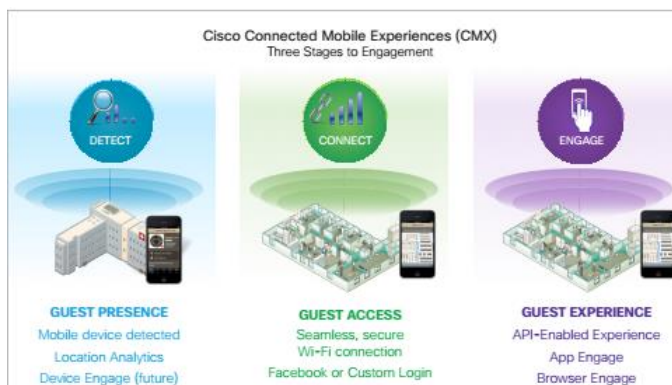 Cisco Connected Mobile Experiences (CMX)
Three Stages to Engagement
DETECT
CONNECT
ENGAGE
GUEST PRESENCE
Mobile device detected
Location Analytics
Device Engage (future)
GUEST ACCESS
Seamless, secure
Wi-Fi connection
Facebook or Custom Login
GUEST EXPERIENCE
API-Enabled Experience
App Engage
Browser Engage